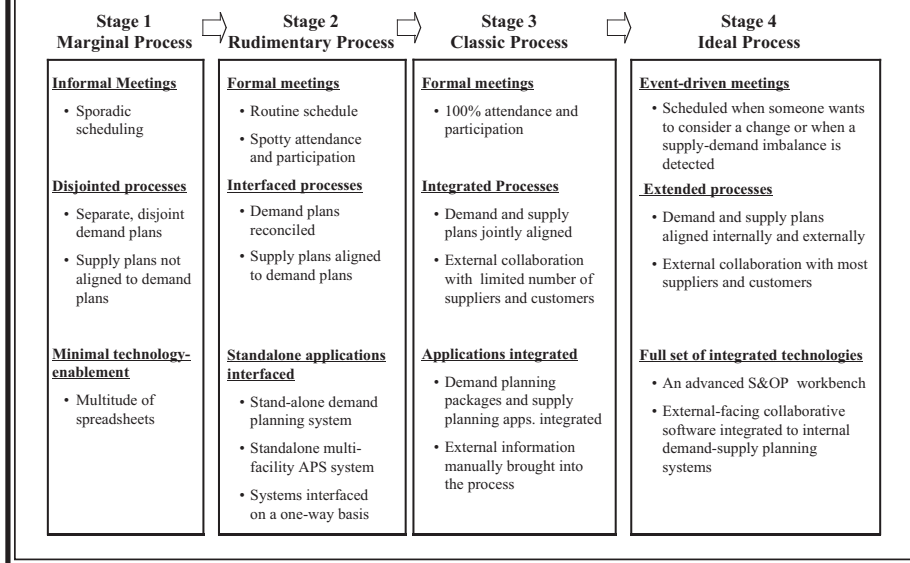 Stage 1
Marginal Process
Stage 2
Rudimentary Process
Stage 3
Classic Process
Stage 4
Ideal Process
Informal Meetings
• Sporadic
scheduling
Disjointed processes
• Separate, disjoint
demand plans
• Supply plans not
aligned to demand
plans
Minimal technology-
enablement
• Multitude of
spreadsheets
Formal meetings
• Routine schedule
• Spotty attendance
and participation
Interfaced processes
• Demand plans
reconciled
• Supply plans aligned
to demand plans
Standalone applications
interfaced
• Stand-alone demand
planning system
• Standalone multi-
facility APS system
• Systems interfaced
on a one-way basis
Formal meetings
• 100% attendance and
participation
Integrated Processes
• Demand and supply
plans jointly aligned
• External collaboration
with limited number of
suppliers and customers
Applications integrated
• Demand planning
packages and supply
planning apps. integrated
• External information
manually brought into
the process
Event-driven meetings
• Scheduled when someone wants
to consider a change or when a
supply-demand imbalance is
detected
Extended processes
• Demand and supply plans
aligned internally and externally
• External collaboration with most
suppliers and customers
Full set of integrated technologies
• An advanced S&OP workbench
• External-facing collaborative
software integrated to internal
demand-supply planning
systems